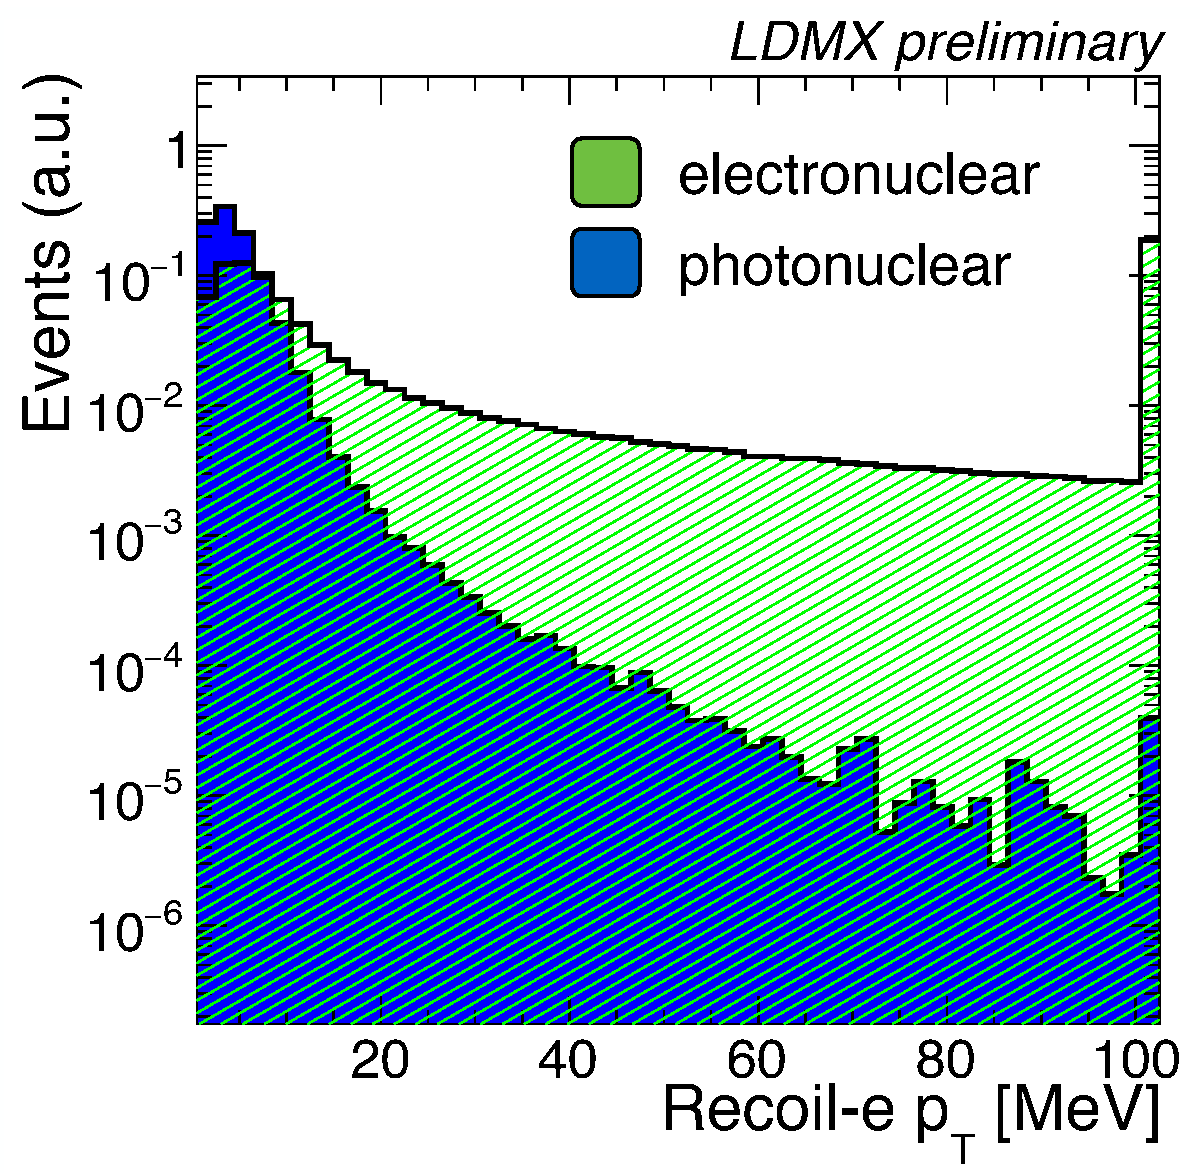 LDMX preliminary
Events (a.u.)
1
10⁻¹
10⁻²
10⁻³
10⁻⁴
10⁻⁵
10⁻⁶
electronuclear
photonuclear
20 40 60 80 100
Recoil-e p_T [MeV]